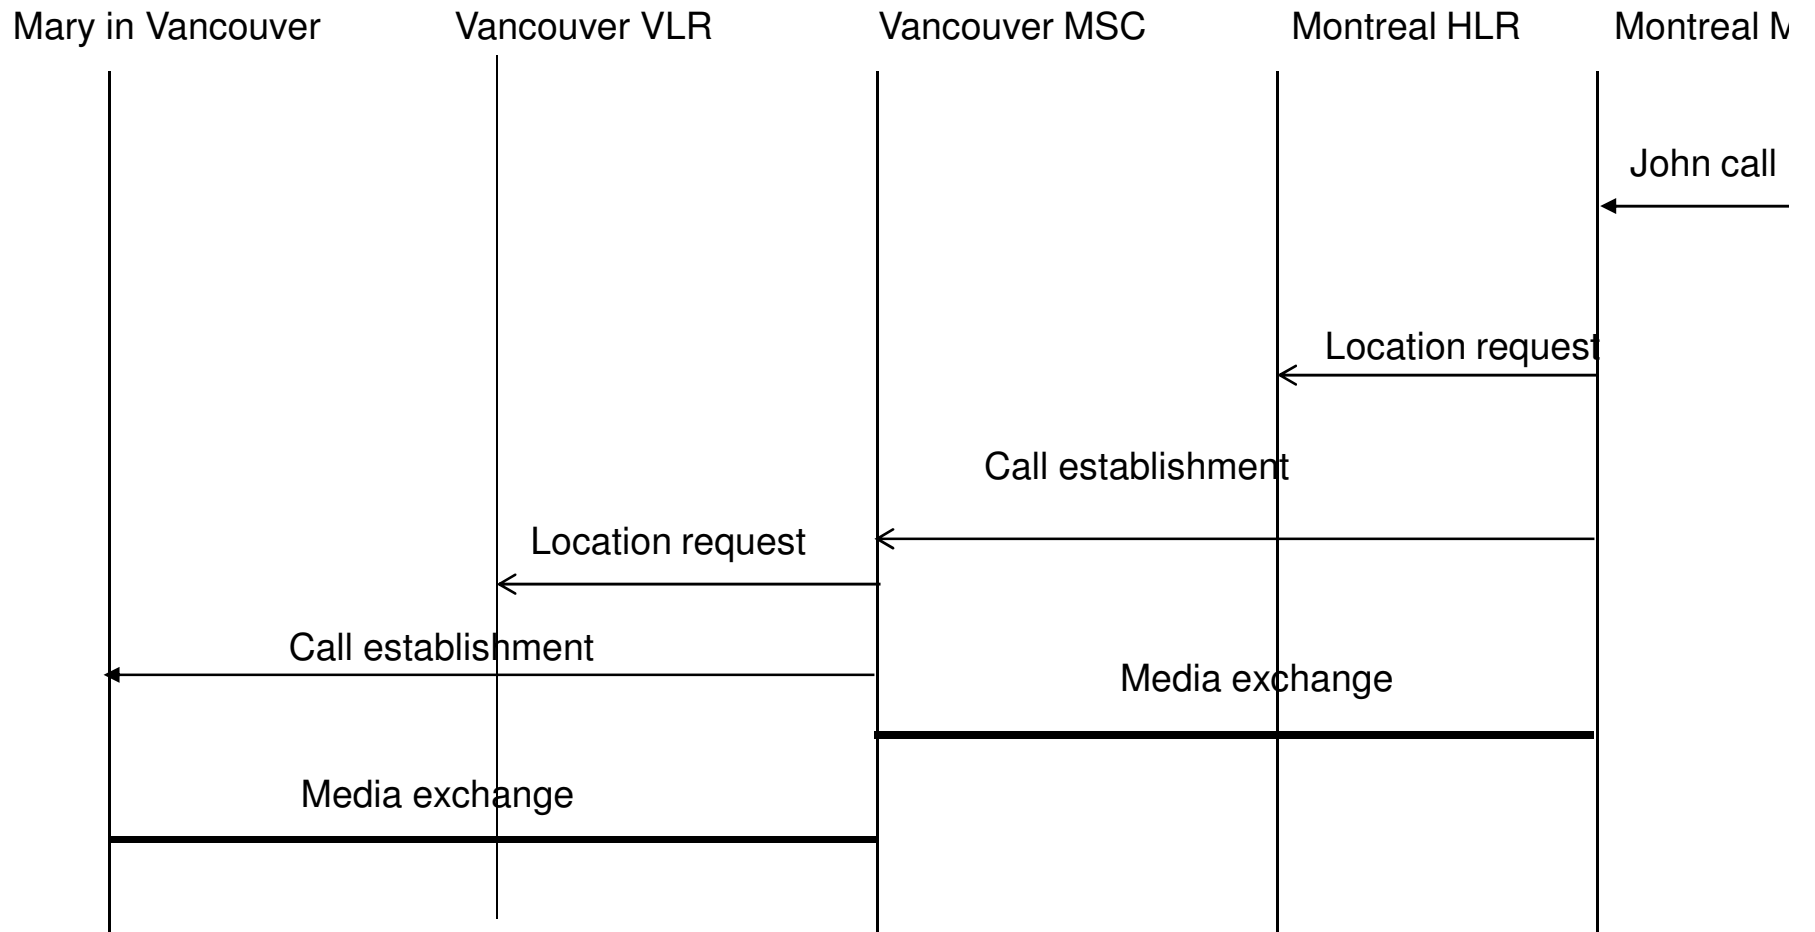 Mary in Vancouver
Vancouver VLR
Vancouver MSC
Montreal HLR
Montreal
John call
Location request
Call establishment
Location request
Call establishment
Media exchange
Media exchange